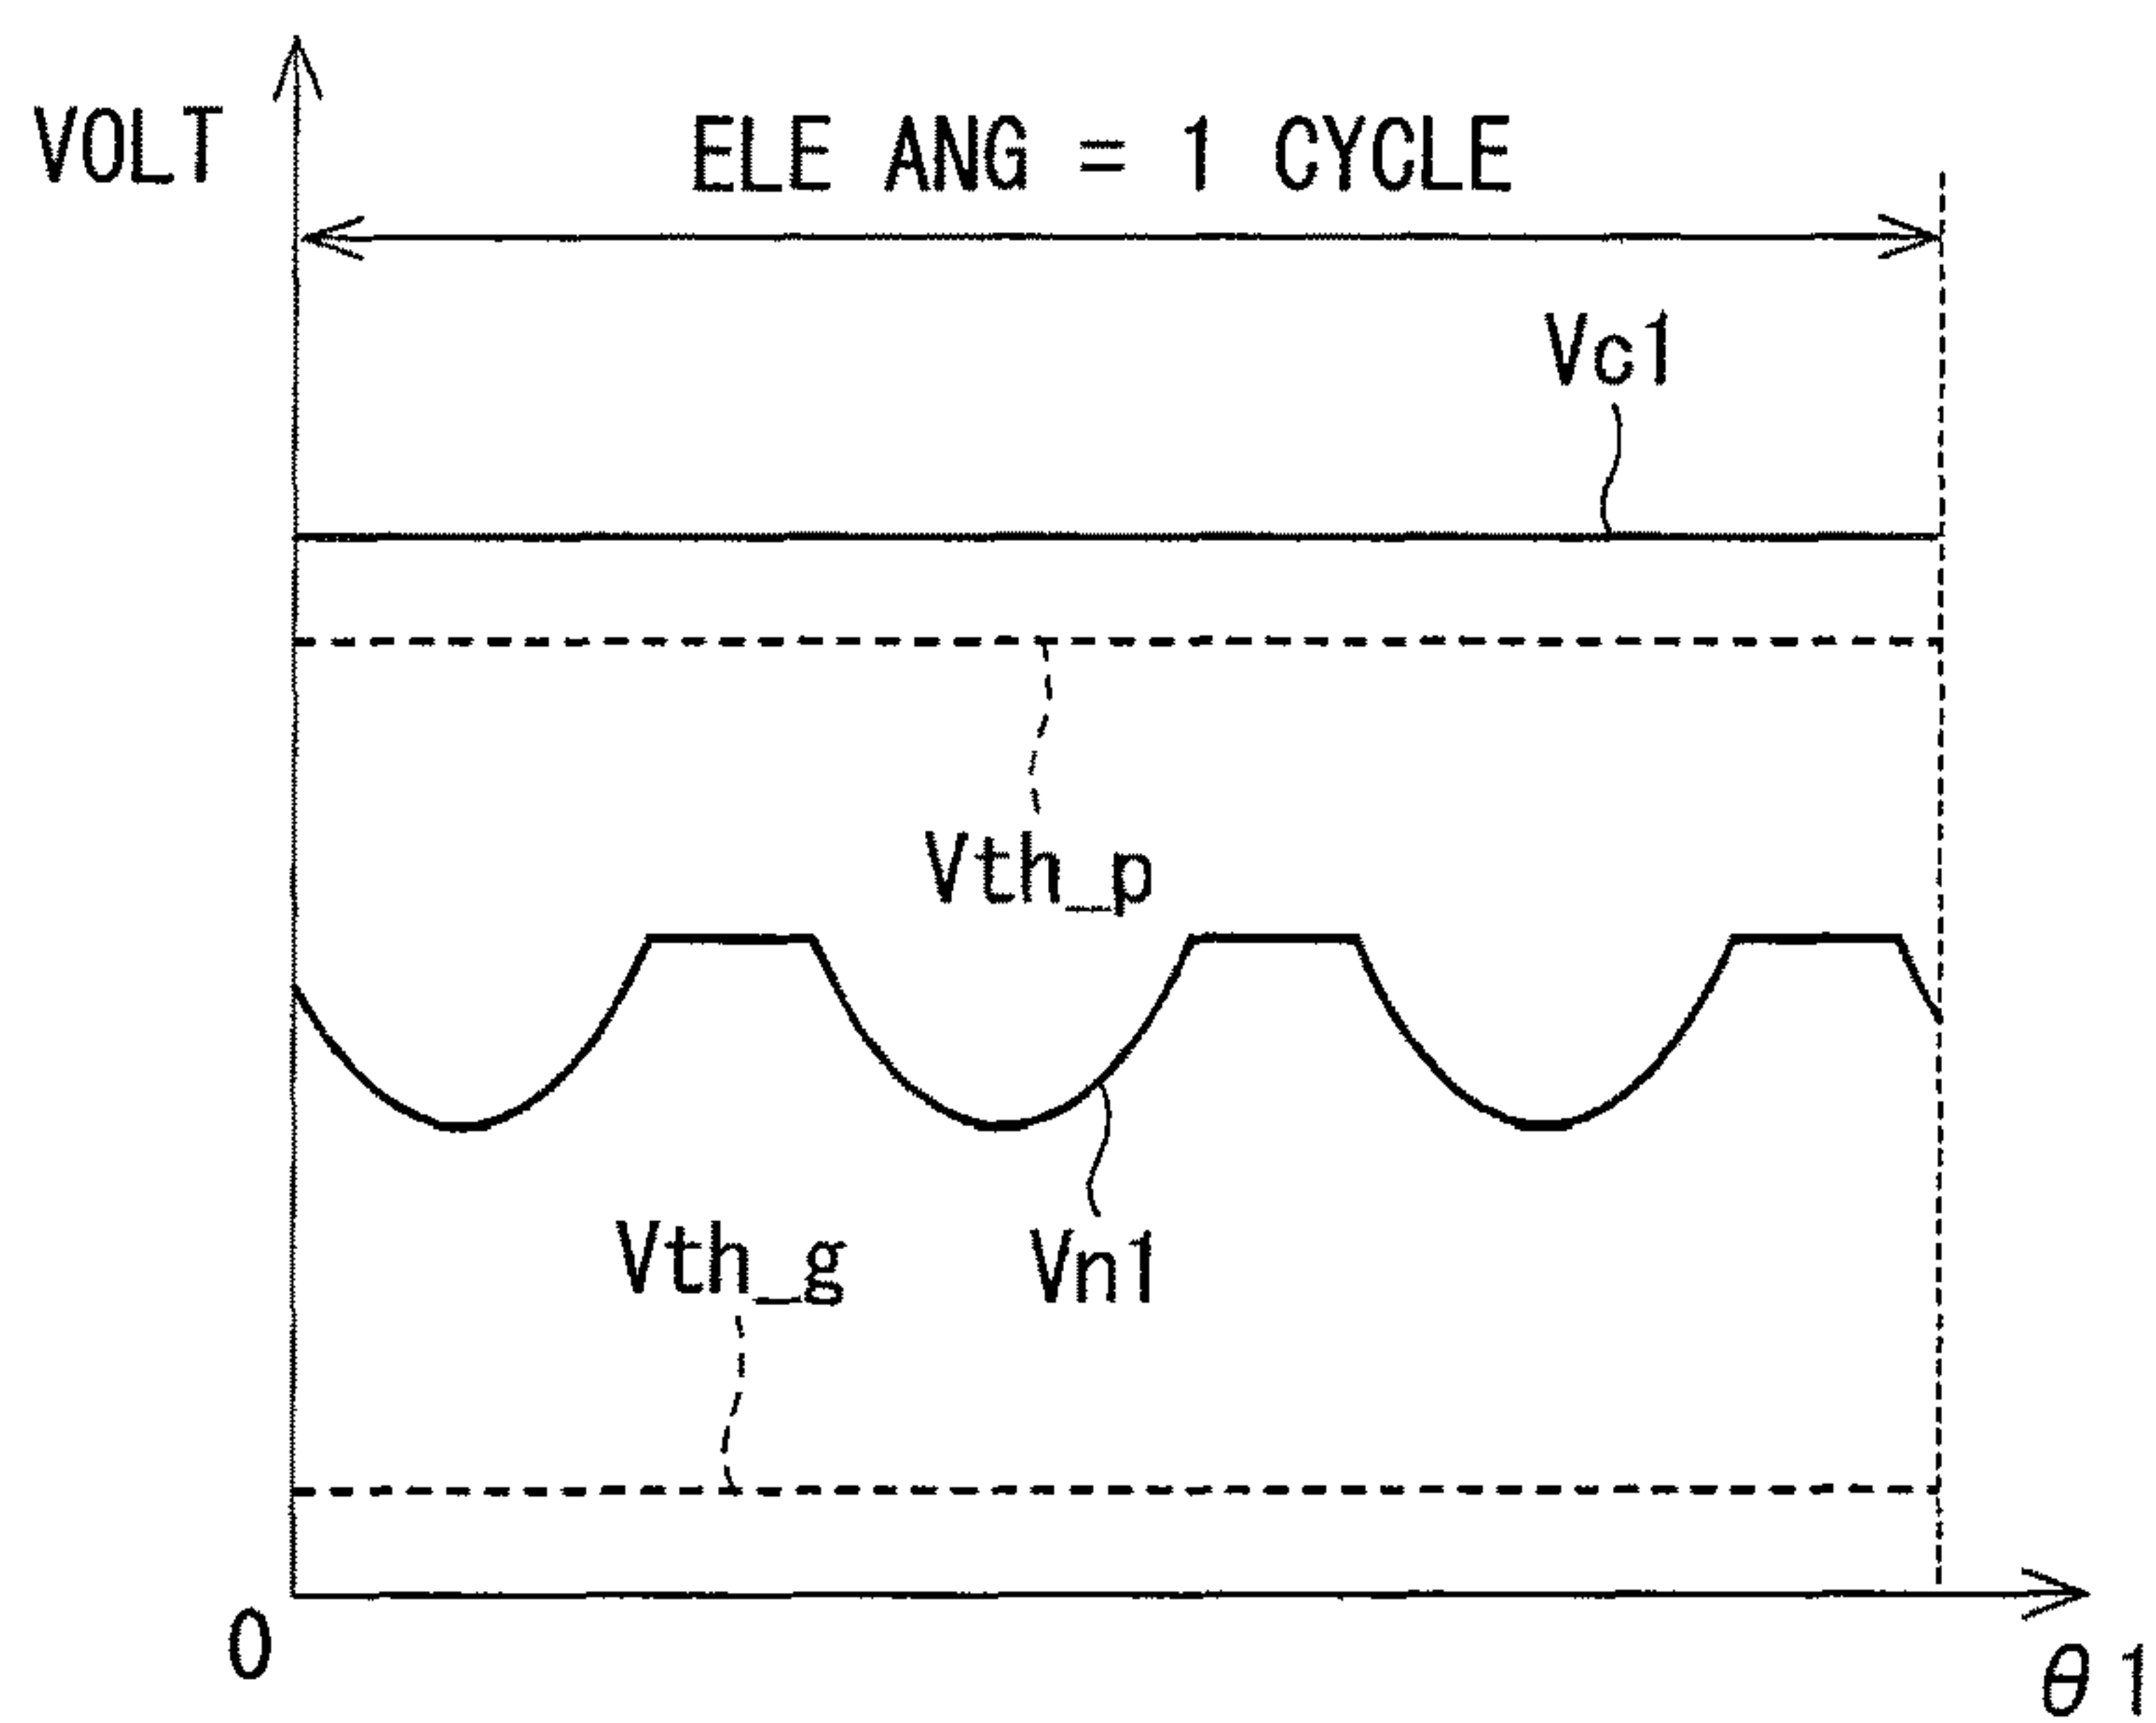 VOLT
ELE ANG = 1 CYCLE
Vc1
Vth_p
Vth_g
Vn1
0
θ1